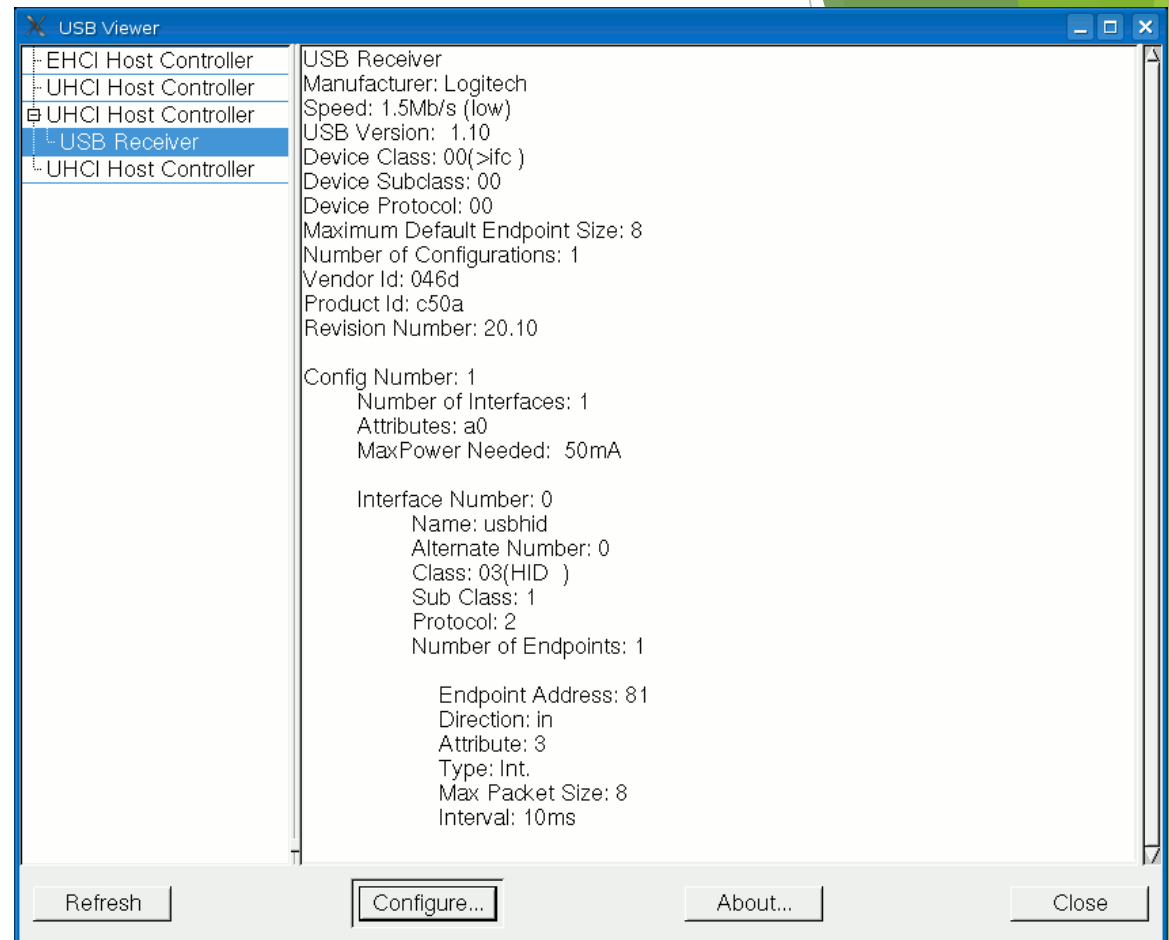 USB Viewer
EHCI Host Controller
UHCI Host Controller
UHCI Host Controller
USB Receiver
UHCI Host Controller
USB Receiver
Manufacturer: Logitech
Speed: 1.5Mb/s (low)
USB Version:  1.10
Device Class: 00(>ifc )
Device Subclass: 00
Device Protocol: 00
Maximum Default Endpoint Size: 8
Number of Configurations: 1
Vendor Id: 046d
Product Id: c50a
Revision Number: 20.10
Config Number: 1
Number of Interfaces: 1
Attributes: a0
MaxPower Needed:  50mA
Interface Number: 0
Name: usbhid
Alternate Number: 0
Class: 03(HID  )
Sub Class: 1
Protocol: 2
Number of Endpoints: 1
Endpoint Address: 81
Direction: in
Attribute: 3
Type: Int.
Max Packet Size: 8
Interval: 10ms
Refresh
Configure...
About...
Close